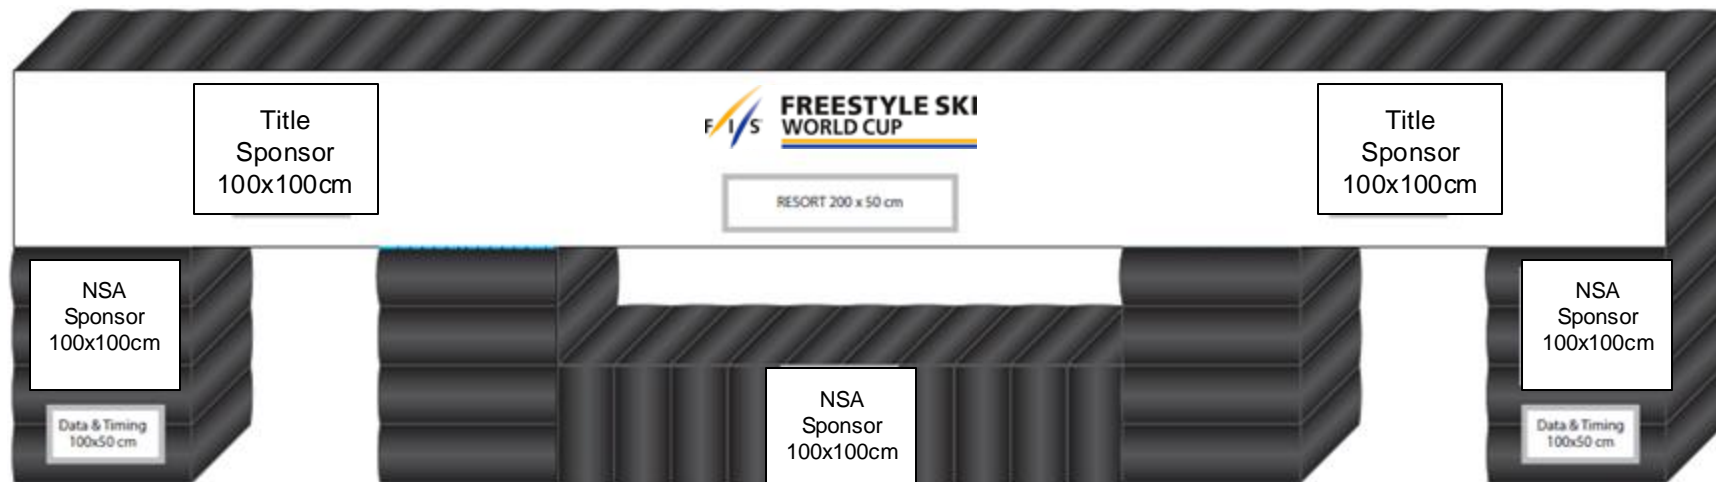 Title
Sponsor
100x100cm
FIS
FREESTYLE SKI
WORLD CUP
RESORT 200 x 50 cm
Title
Sponsor
100x100cm
NSA
Sponsor
100x100cm
Data & Timing
100x50 cm
NSA
Sponsor
100x100cm
NSA
Sponsor
100x100cm
Data & Timing
100x50 cm